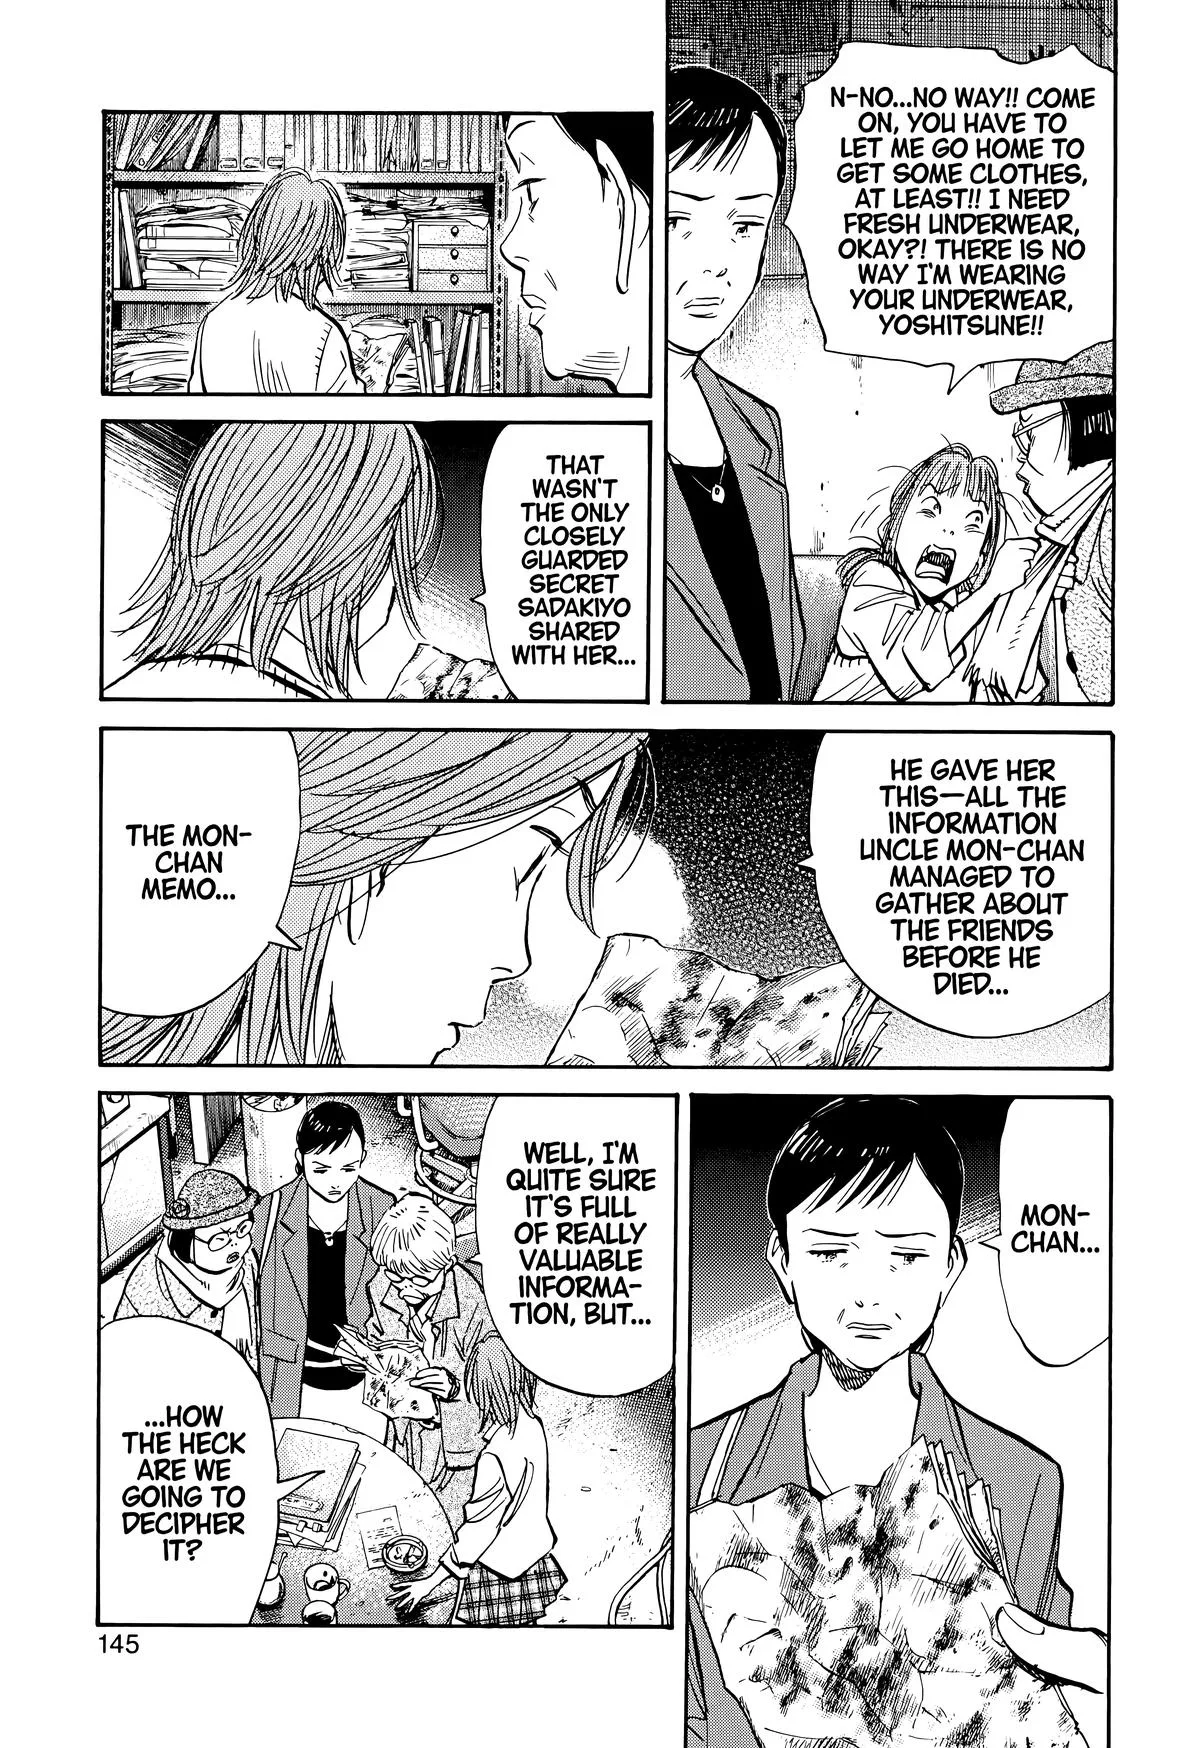 N-NO...NO WAY!! COME
ON, YOU HAVE TO
LET ME GO HOME TO
GET SOME CLOTHES,
AT LEAST!! I NEED
FRESH UNDERWEAR,
OKAY?! THERE IS NO
WAY I'M WEARING
YOUR UNDERWEAR,
YOSHITSUNE!!
THAT
WASN'T
THE ONLY
CLOSELY
GUARDED
SECRET
SADAKIYO
SHARED
WITH HER...
HE GAVE HER
THIS—ALL THE
INFORMATION
UNCLE MON-CHAN
MANAGED TO
GATHER ABOUT
THE FRIENDS
BEFORE HE
DIED...
THE MON-
CHAN
MEMO...
MON-
CHAN...
WELL, I'M
QUITE SURE
IT'S FULL
OF REALLY
VALUABLE
INFORMA-
TION, BUT...
...HOW
THE HECK
ARE WE
GOING TO
DECIPHER
IT?
145